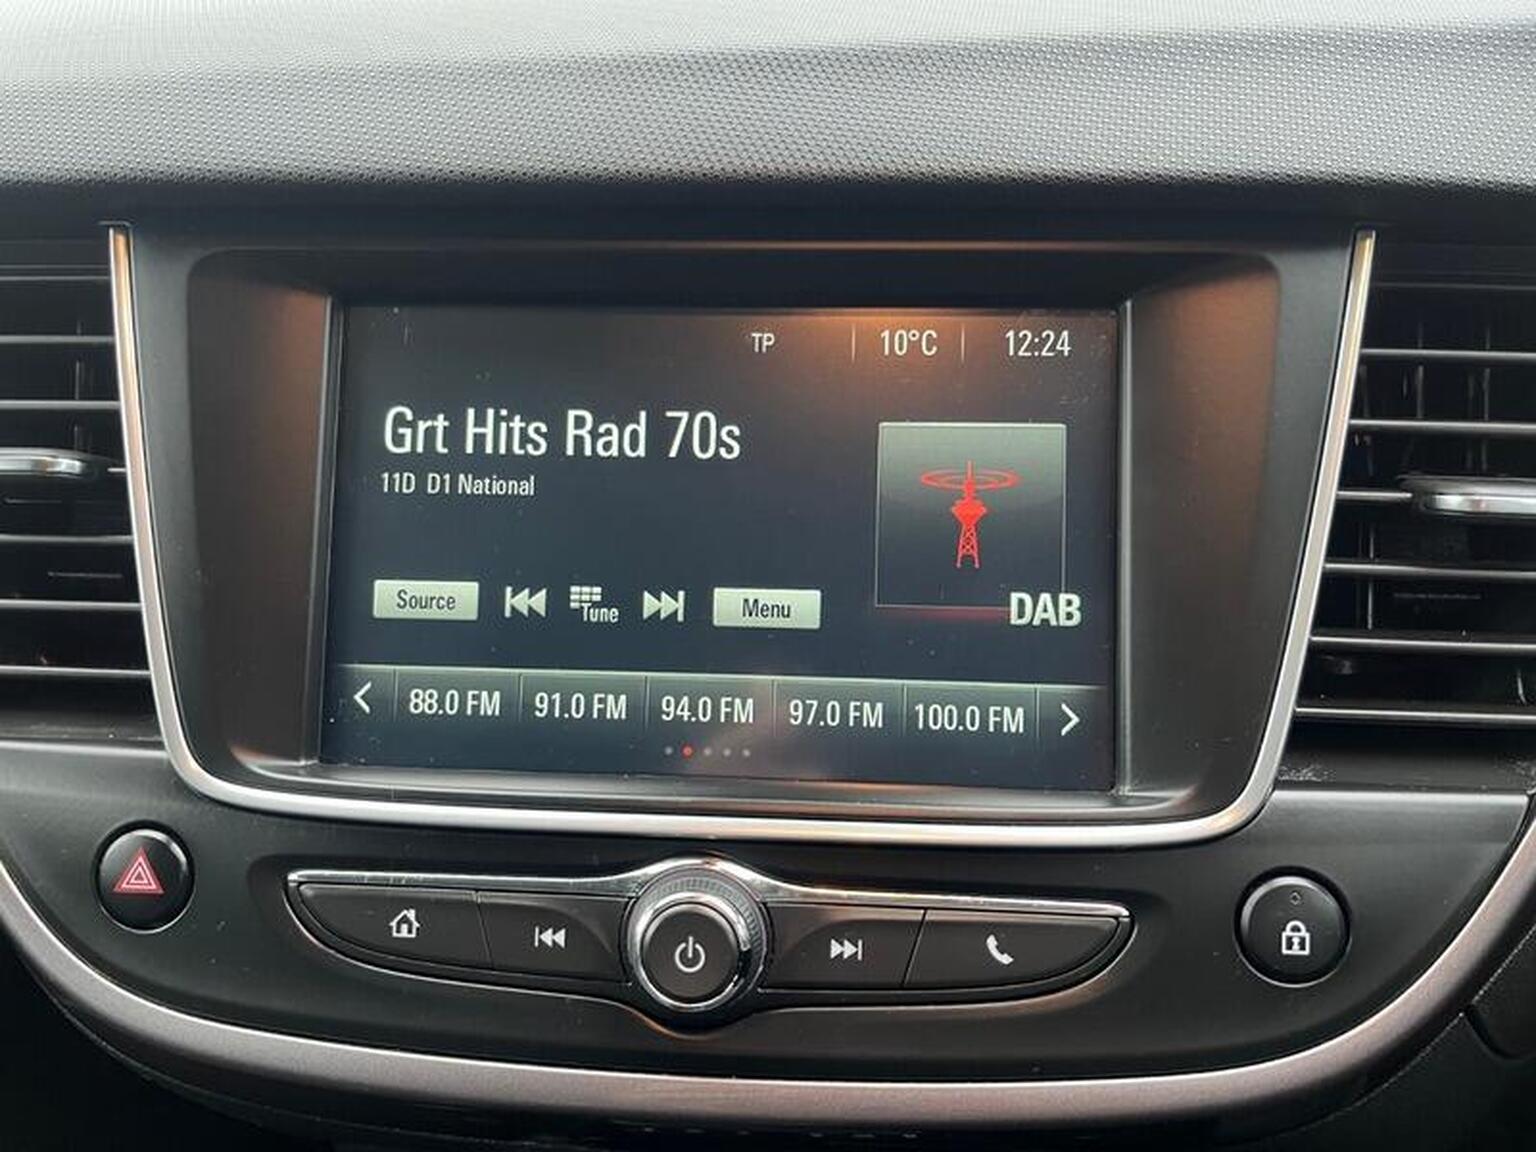 TP 10°C 12:24
Grt Hits Rad 70s
11D D1 National
Source Tune Menu
DAB
88.0 FM 91.0 FM 94.0 FM 97.0 FM 100.0 FM